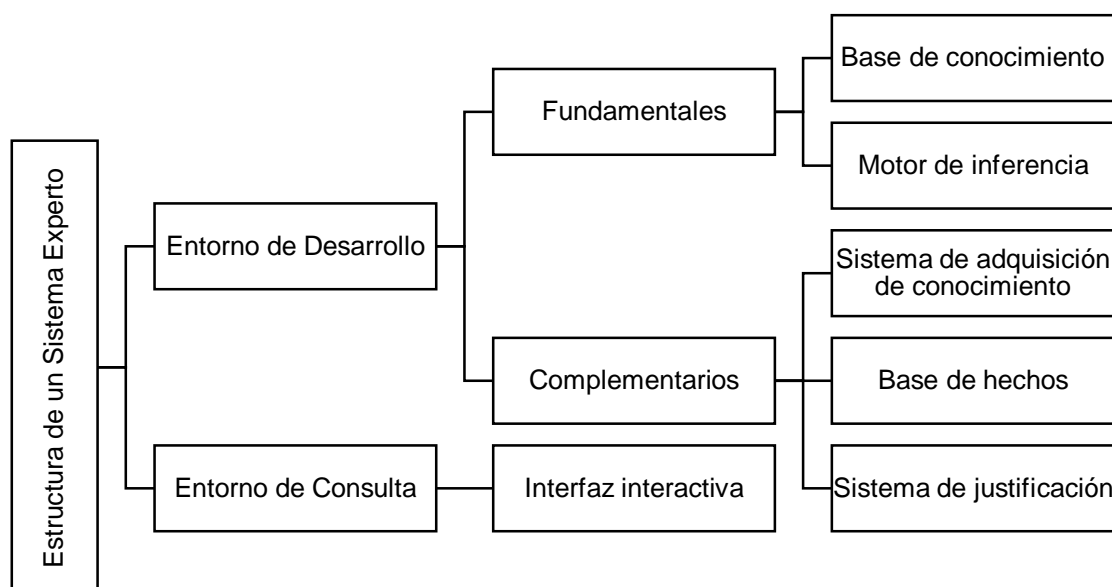 Estructura de un Sistema Experto
Entorno de Desarrollo
Fundamentales
Base de conocimiento
Motor de inferencia
Complementarios
Sistema de adquisición
de conocimiento
Base de hechos
Sistema de justificación
Entorno de Consulta
Interfaz interactiva